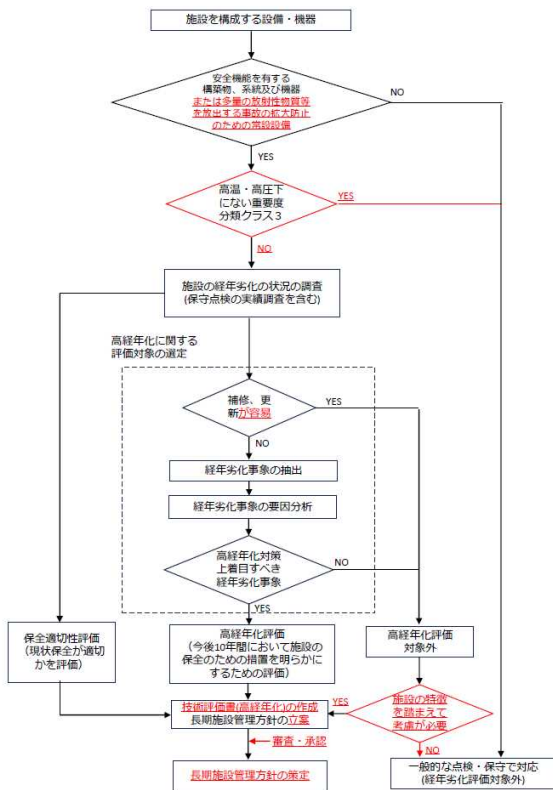 施設を構成する設備・機器
安全機能を有する
構築物、系統及び機器
または多量の放射性物質等
を放出する事故の拡大防止
のための常設設備
NO
YES
高温・高圧下
にない重要度
分類クラス3
YES
NO
施設の経年劣化の状況の調査
(保守点検の実績調査を含む)
高経年化に関する
評価対象の選定
補修、更
新が容易
YES
NO
経年劣化事象の抽出
経年劣化事象の要因分析
高経年化対策
上着目すべき
経年劣化事象
NO
YES
保全適切性評価
(現状保全が適切
かを評価)
高経年化評価
(今後10年間において施設の
保全のための措置を明らかに
するための評価)
高経年化評価
対象外
技術評価書(高経年化)の作成
長期施設管理方針の立案
YES
施設の特徴
を踏まえて
考慮が必要
NO
審査・承認
長期施設管理方針の策定
一般的な点検・保守で対応
(経年劣化評価対象外)